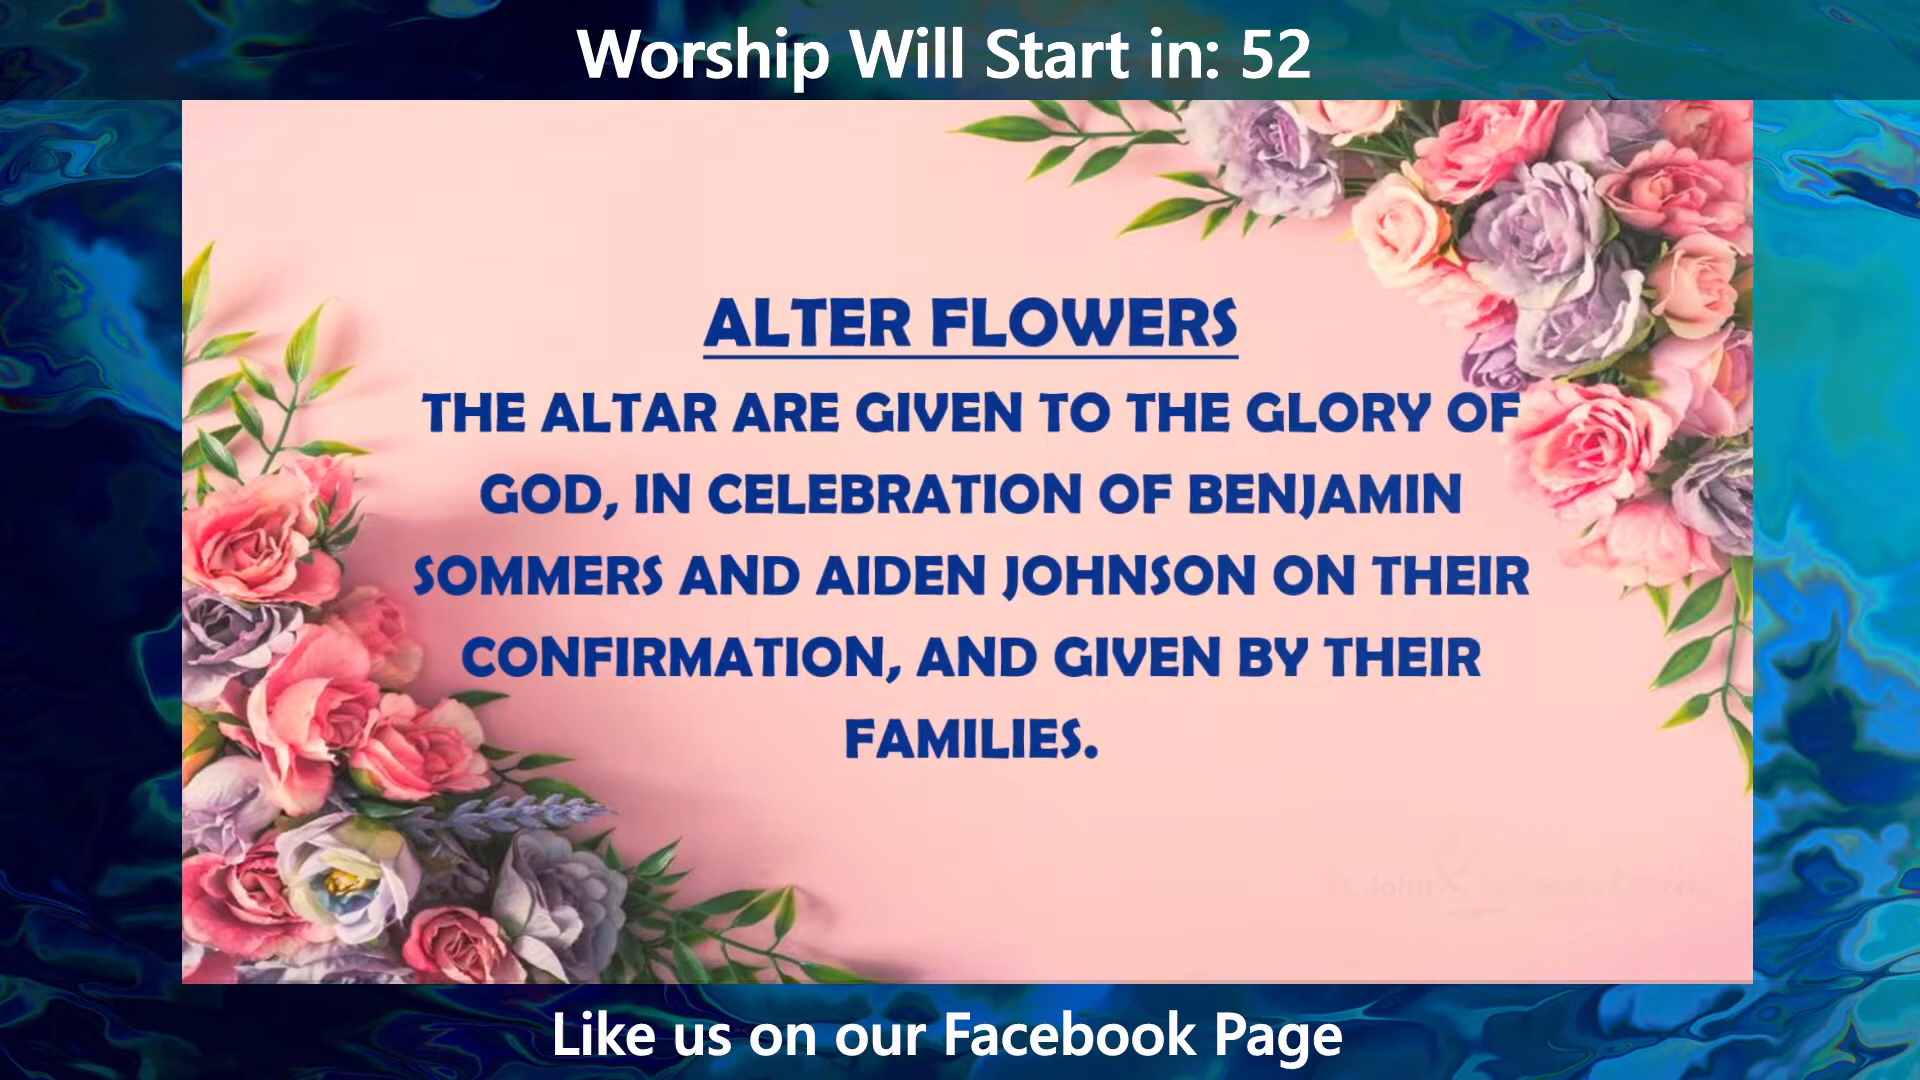 Worship Will Start in: 52
ALTER FLOWERS
THE ALTAR ARE GIVEN TO THE GLORY OF
GOD, IN CELEBRATION OF BENJAMIN
SOMMERS AND AIDEN JOHNSON ON THEIR
CONFIRMATION, AND GIVEN BY THEIR
FAMILIES.
Like us on our Facebook Page